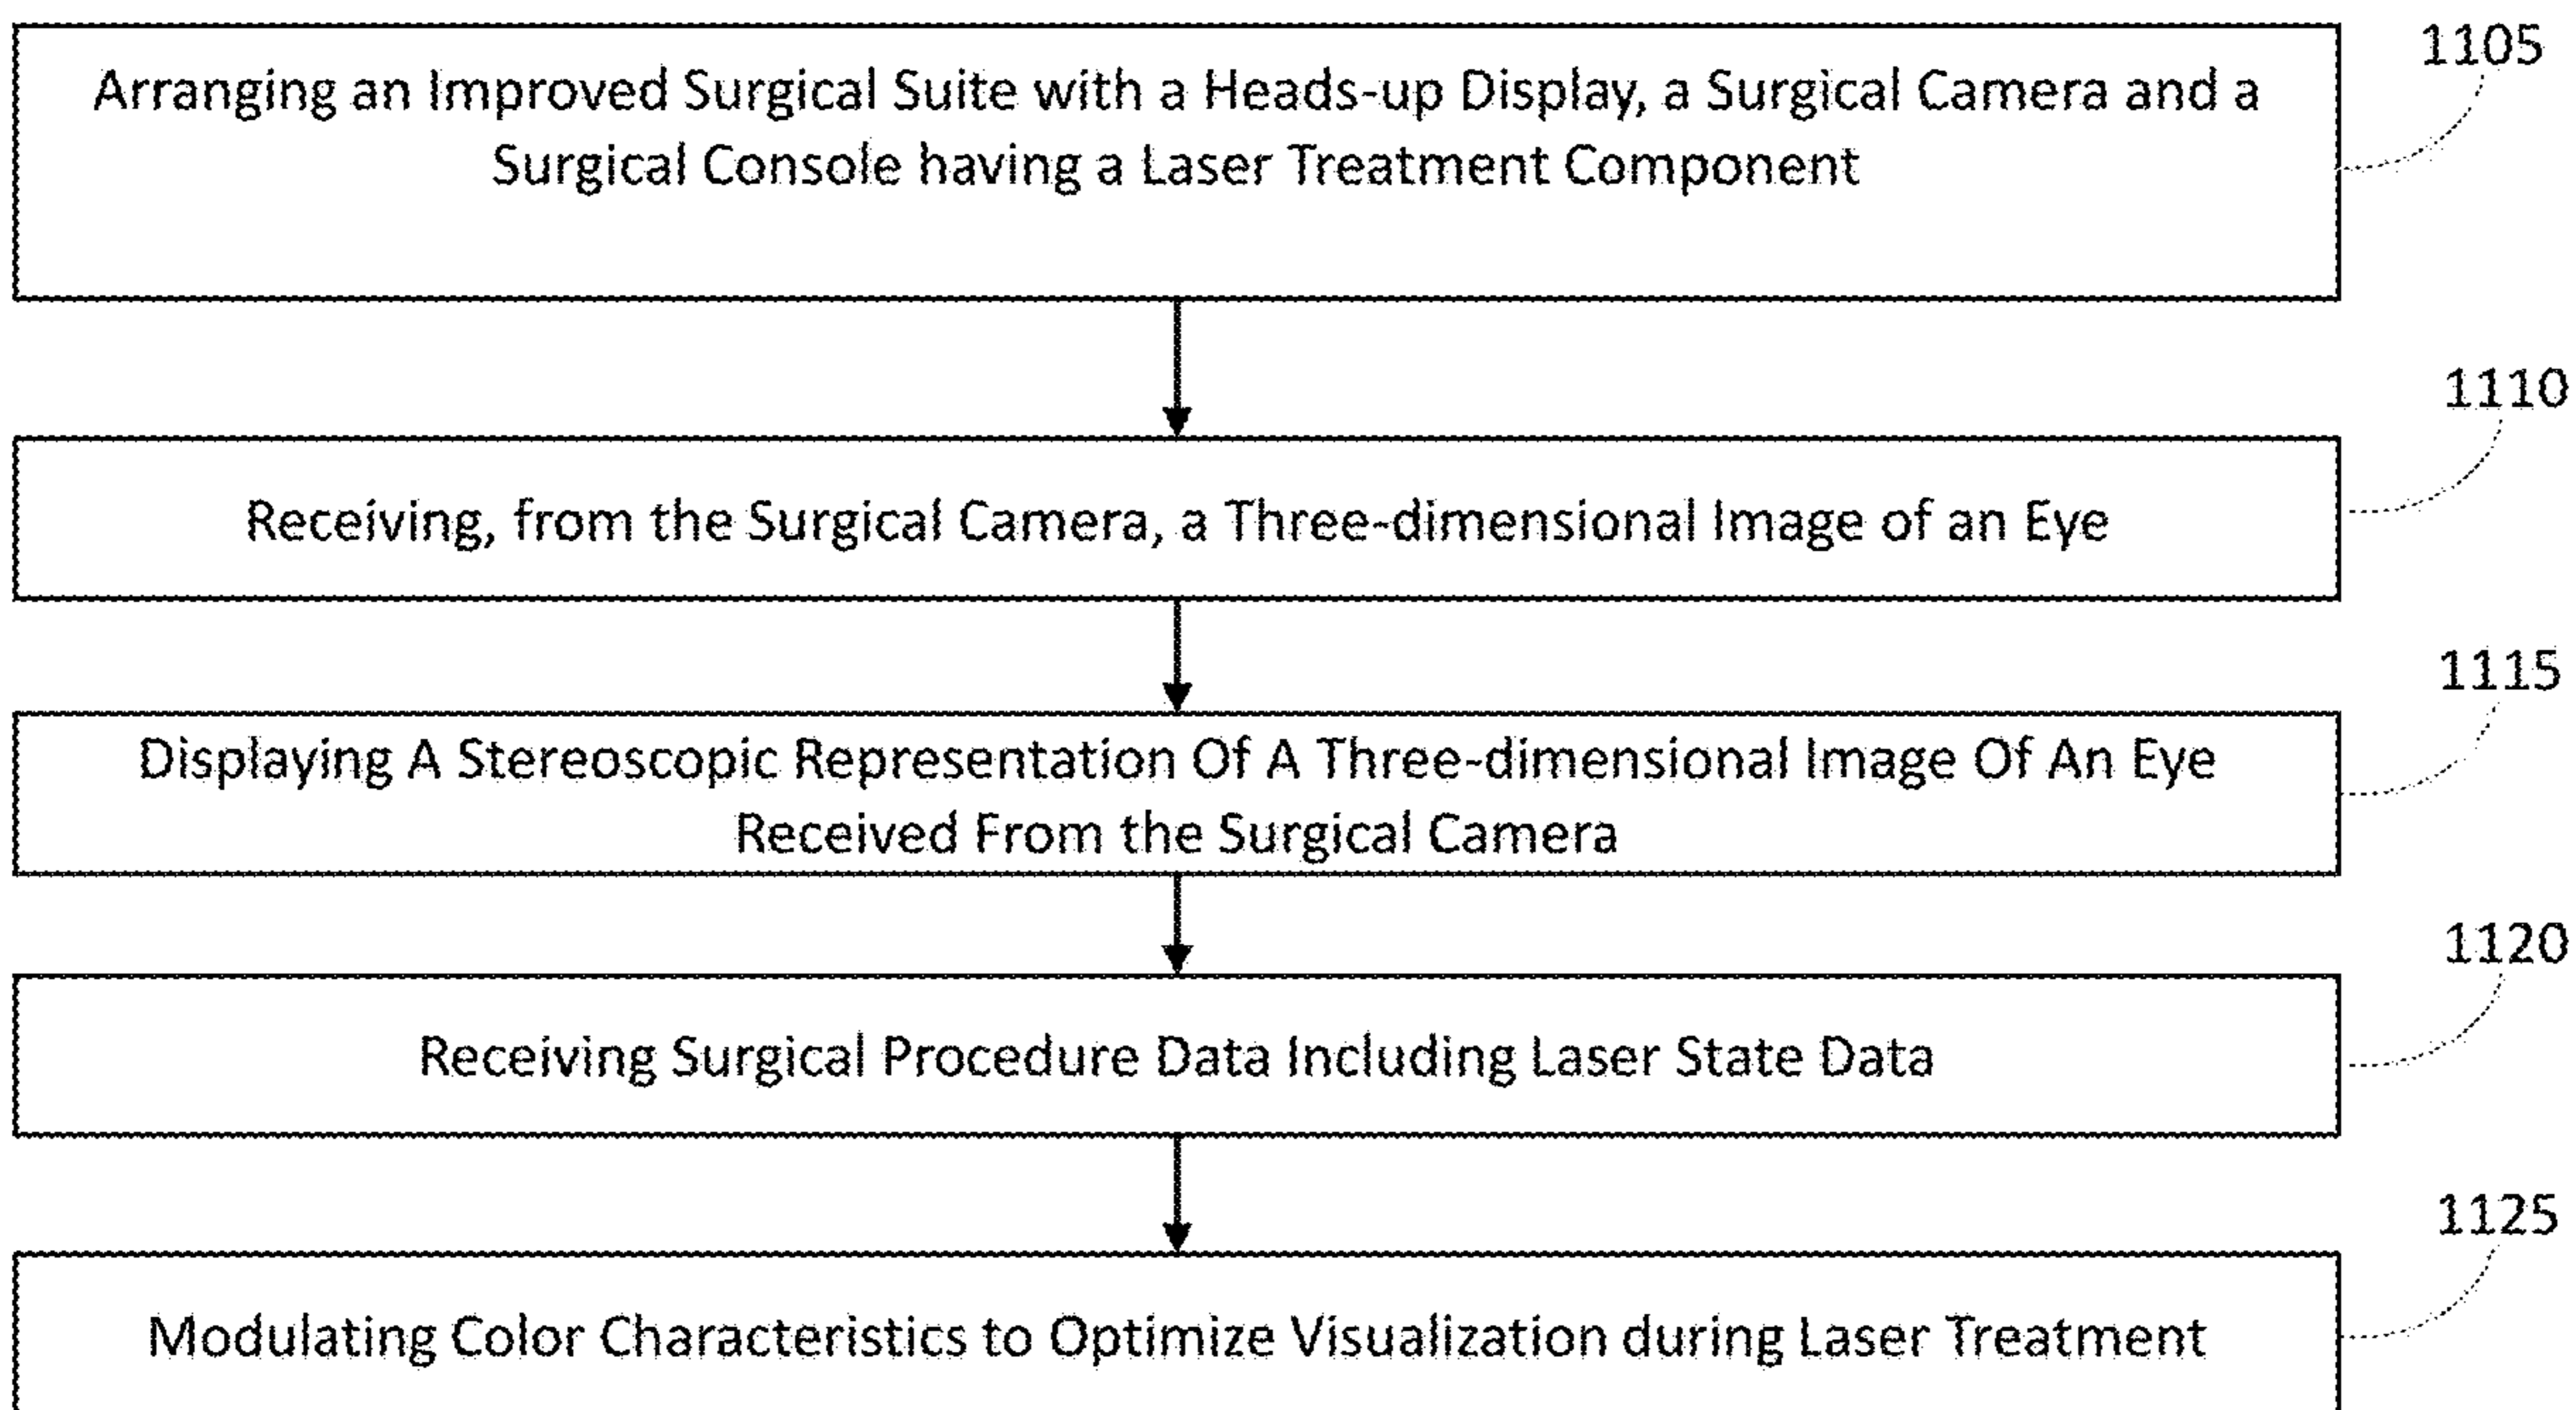 1105
Arranging an Improved Surgical Suite with a Heads-up Display, a Surgical Camera and a
Surgical Console having a Laser Treatment Component
1110
Receiving, from the Surgical Camera, a Three-dimensional Image of an Eye
1115
Displaying A Stereoscopic Representation Of A Three-dimensional Image Of An Eye
Received From the Surgical Camera
1120
Receiving Surgical Procedure Data Including Laser State Data
1125
Modulating Color Characteristics to Optimize Visualization during Laser Treatment